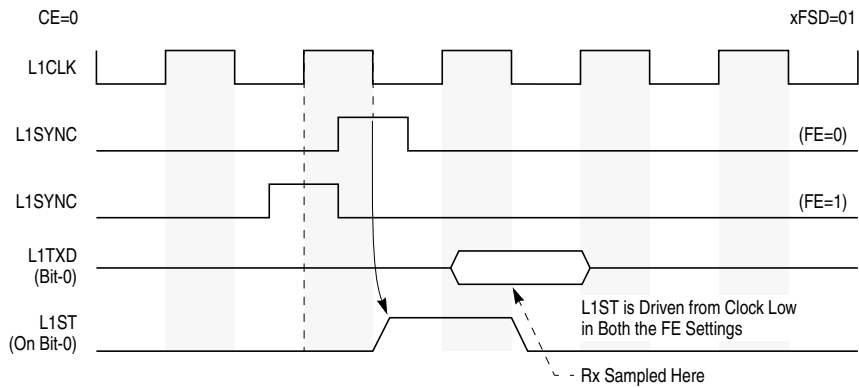 CE=0
xFSD=01
L1CLK
L1SYNC
(FE=0)
L1SYNC
(FE=1)
L1TXD
(Bit-0)
L1ST is Driven from Clock Low
in Both the FE Settings
L1ST
(On Bit-0)
Rx Sampled Here